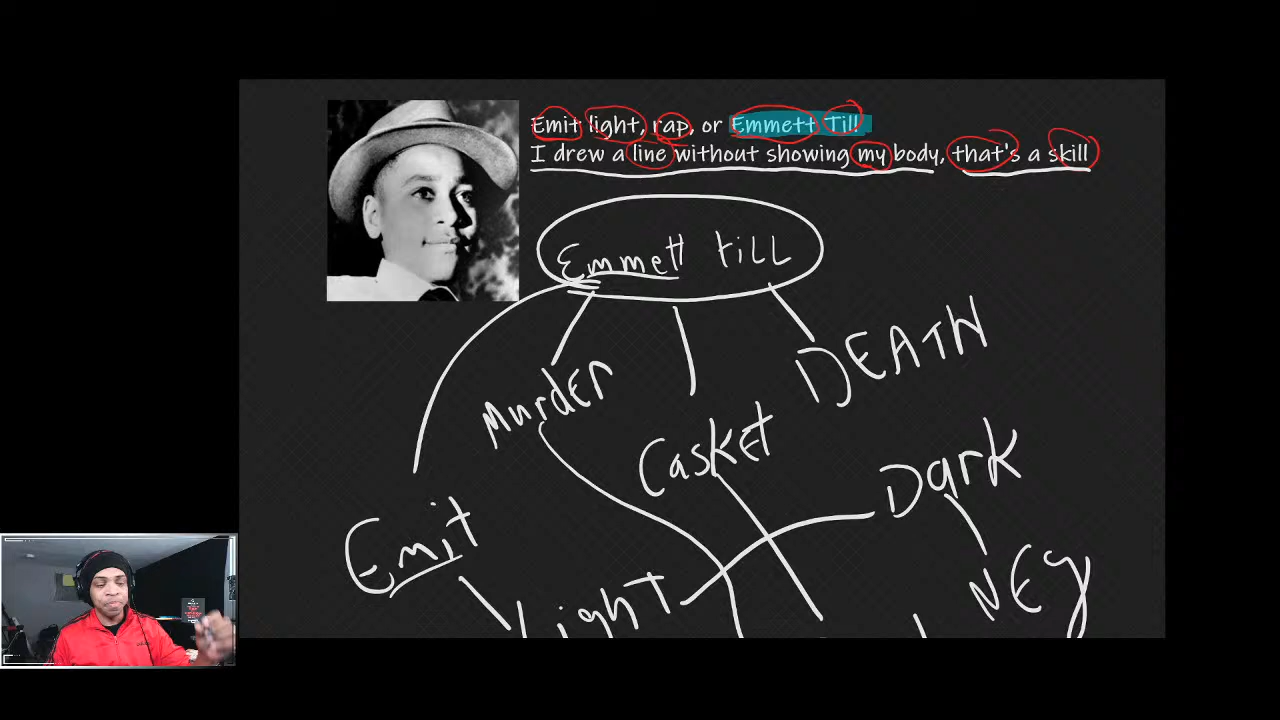 Emit light, rap, or Emmett Till
I drew a line without showing my body, that's a skill
Emmett till
Murder
DEATH
Casket
Dark
Emit
Light
NEg